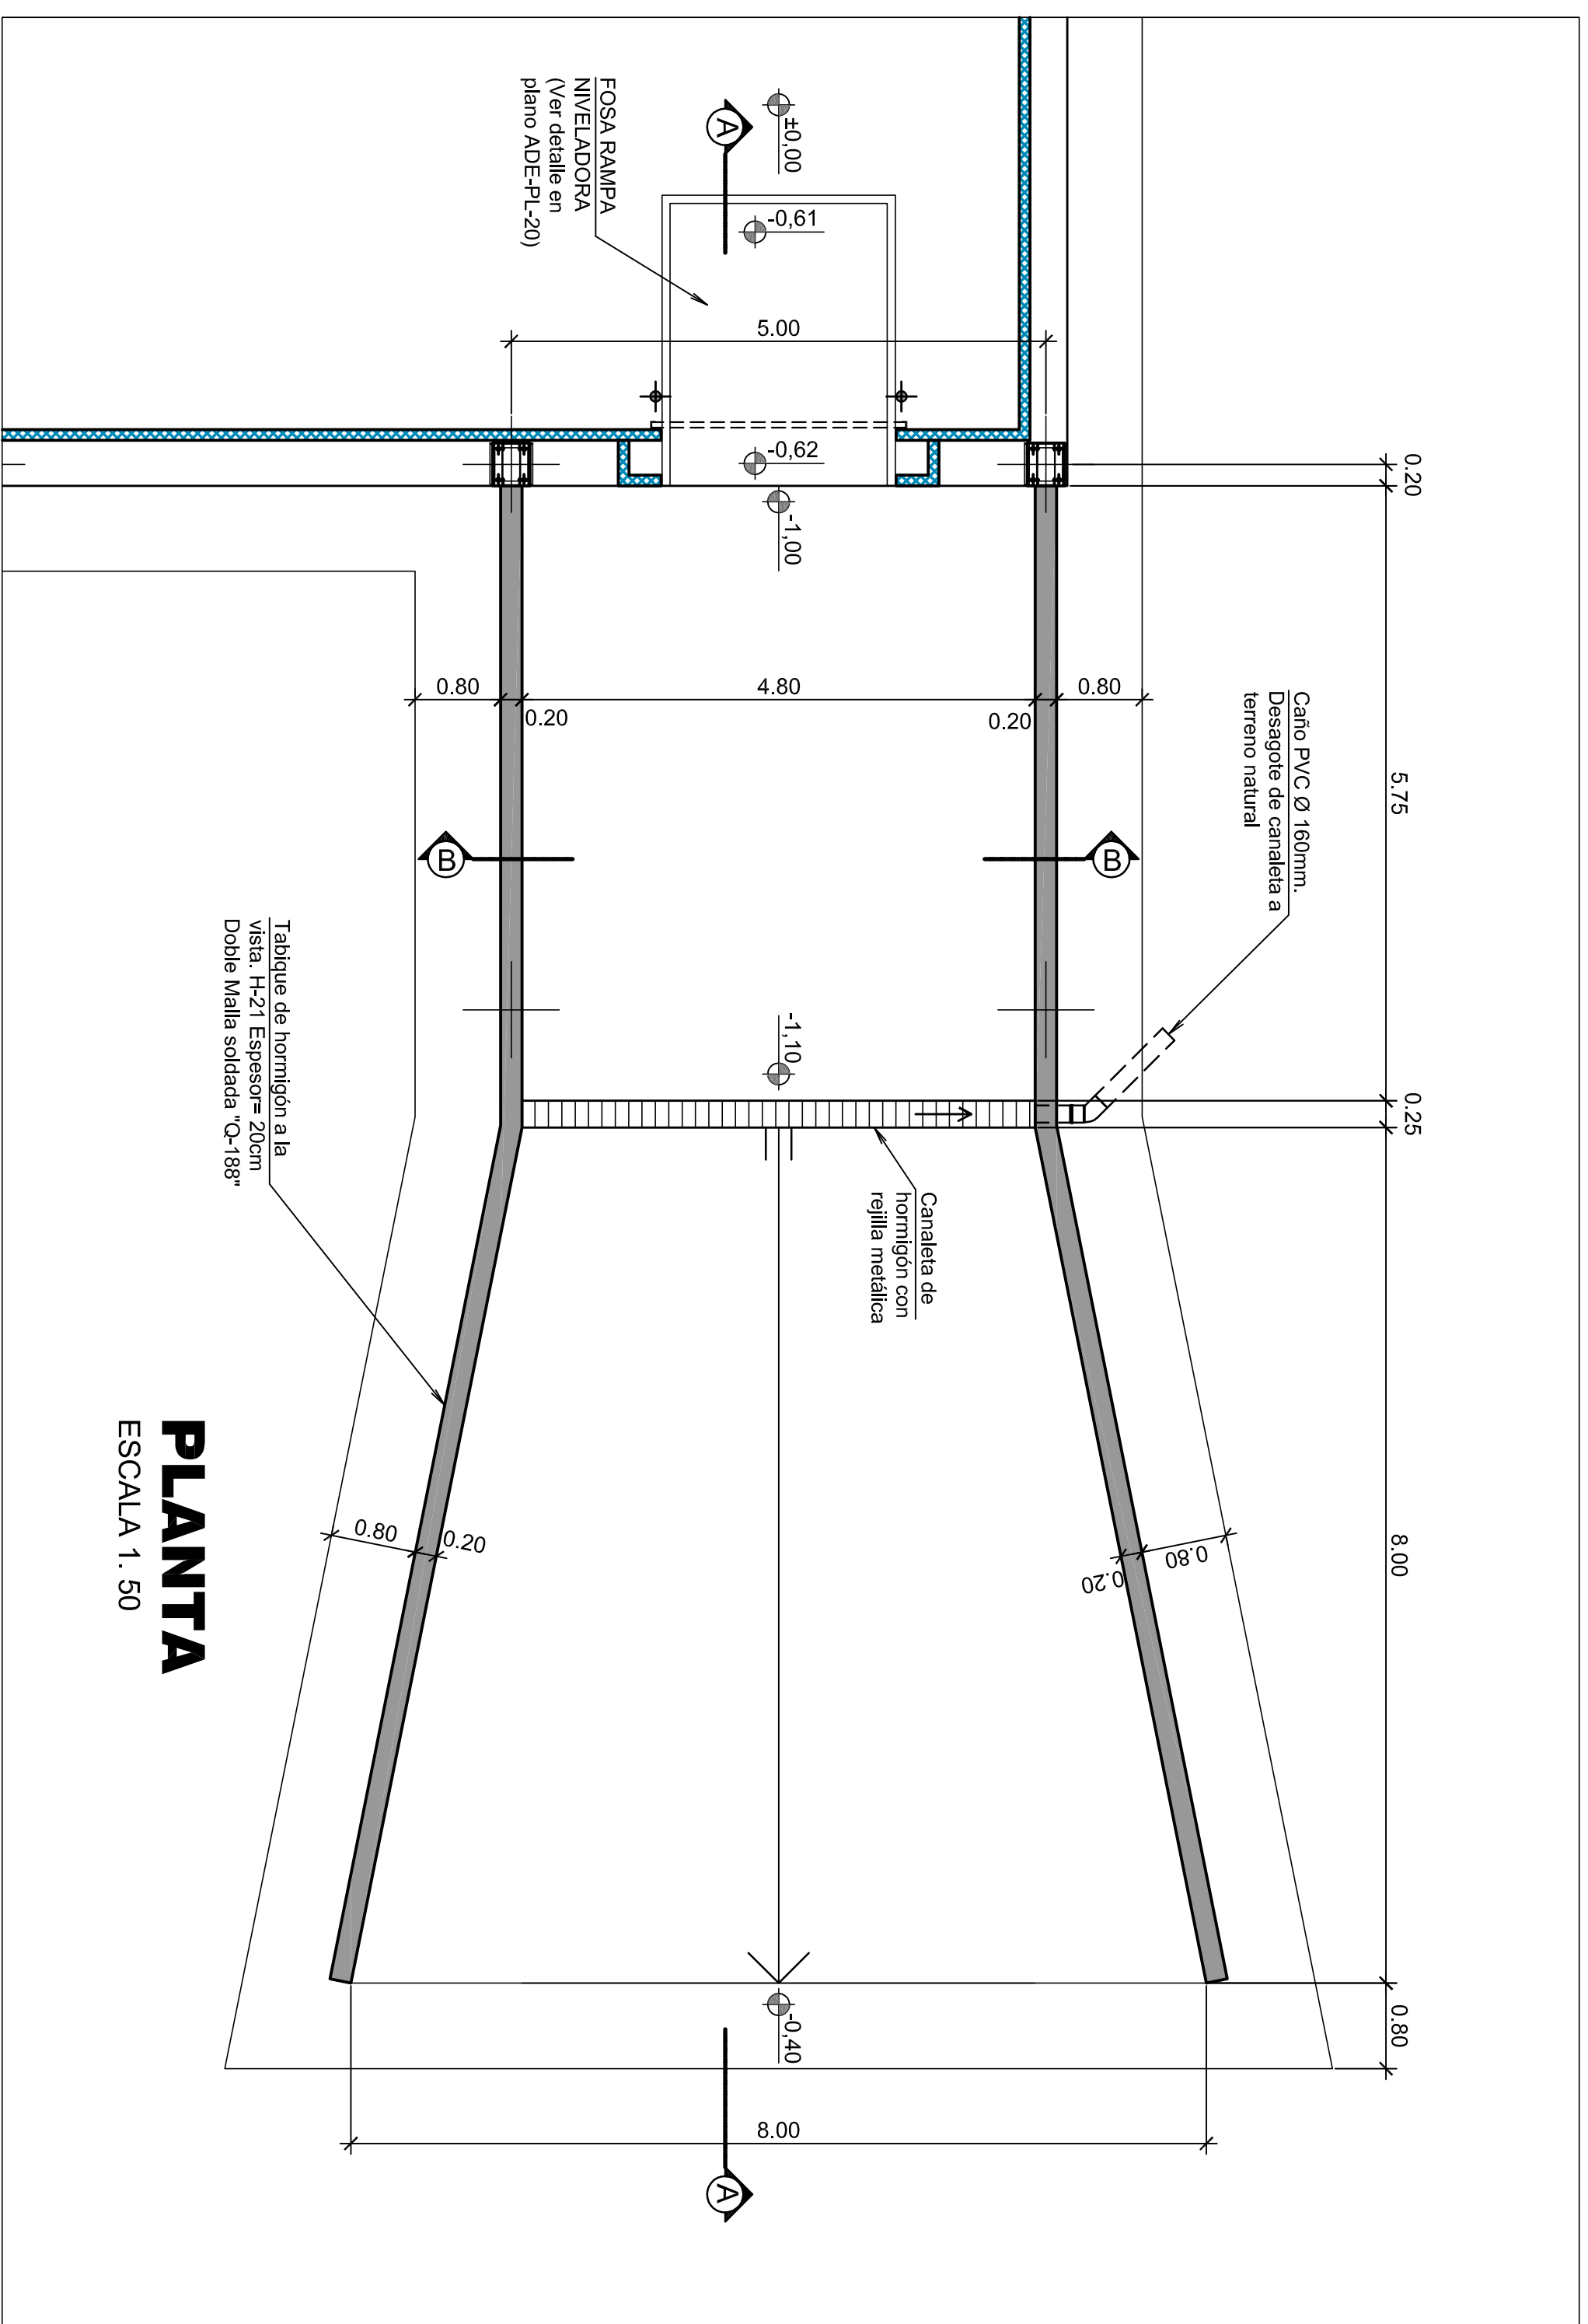 FOSA RAMPA
NIVELADORA
(Ver detalle en
plano ADE-PL-20)
A
±0,00
-0,61
5.00
-0,62
-1,00
0.20
5.75
0.25
8.00
0.80
0.80
0.20
4.80
0.20
0.80
Caño PVC Ø 160mm.
Desagote de canaleta a
terreno natural
B
B
-1,10
Canaleta de
hormigón con
rejilla metálica
Tabique de hormigón a la
vista. H-21 Espesor= 20cm
Doble Malla soldada "Q-188"
0.80
0.20
0.20
0.80
-0,40
8.00
A
PLANTA
ESCALA 1. 50